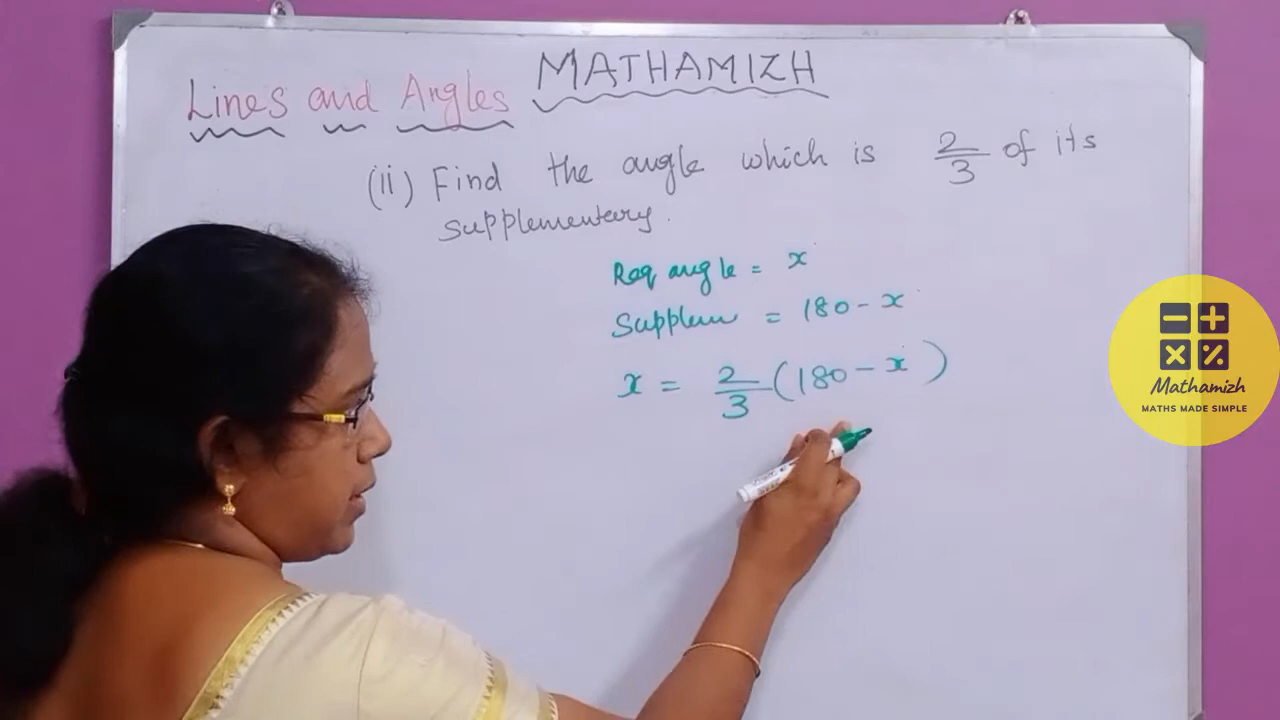 MATHAMIZH
Lines and Angles
(ii) Find the angle which is 2/3 of its
supplementary.
Req angle = x
Supplem = 180 - x
x = 2/3 (180 - x)
Mathamizh
MATHS MADE SIMPLE